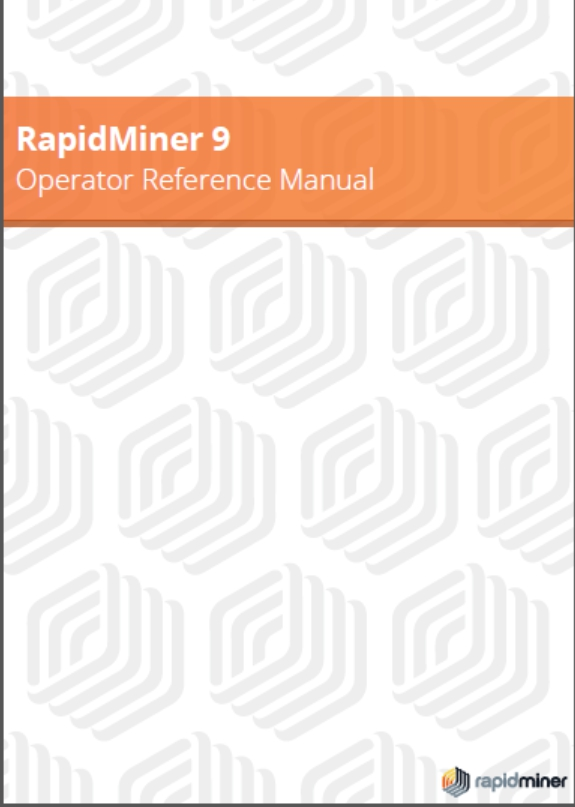 RapidMiner 9
Operator Reference Manual
rapidminer